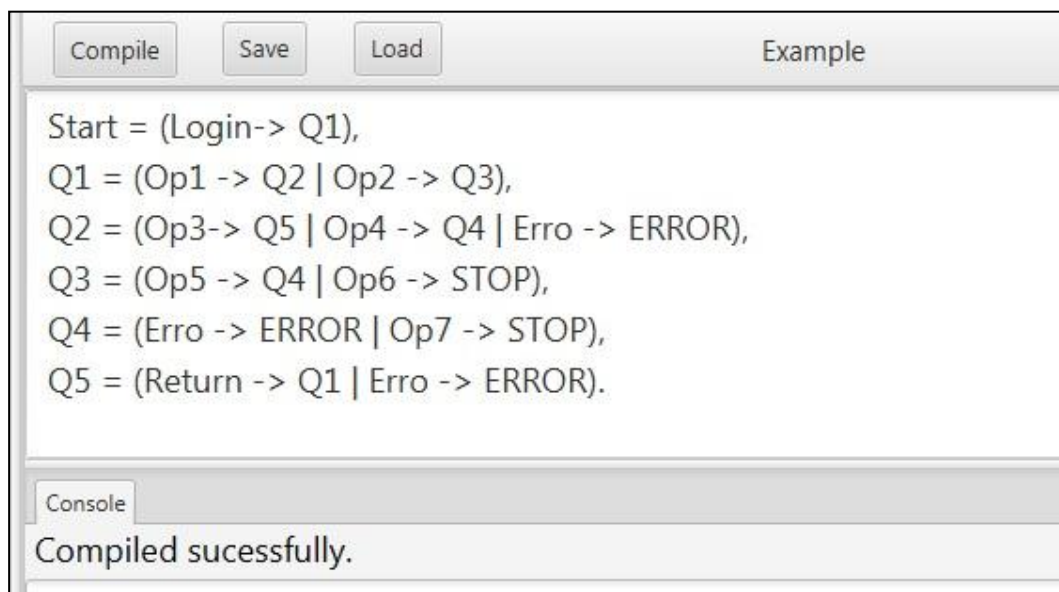 Compile Save Load Example
Start = (Login-> Q1),
Q1 = (Op1 -> Q2 | Op2 -> Q3),
Q2 = (Op3-> Q5 | Op4 -> Q4 | Erro -> ERROR),
Q3 = (Op5 -> Q4 | Op6 -> STOP),
Q4 = (Erro -> ERROR | Op7 -> STOP),
Q5 = (Return -> Q1 | Erro -> ERROR).
Console
Compiled sucessfully.